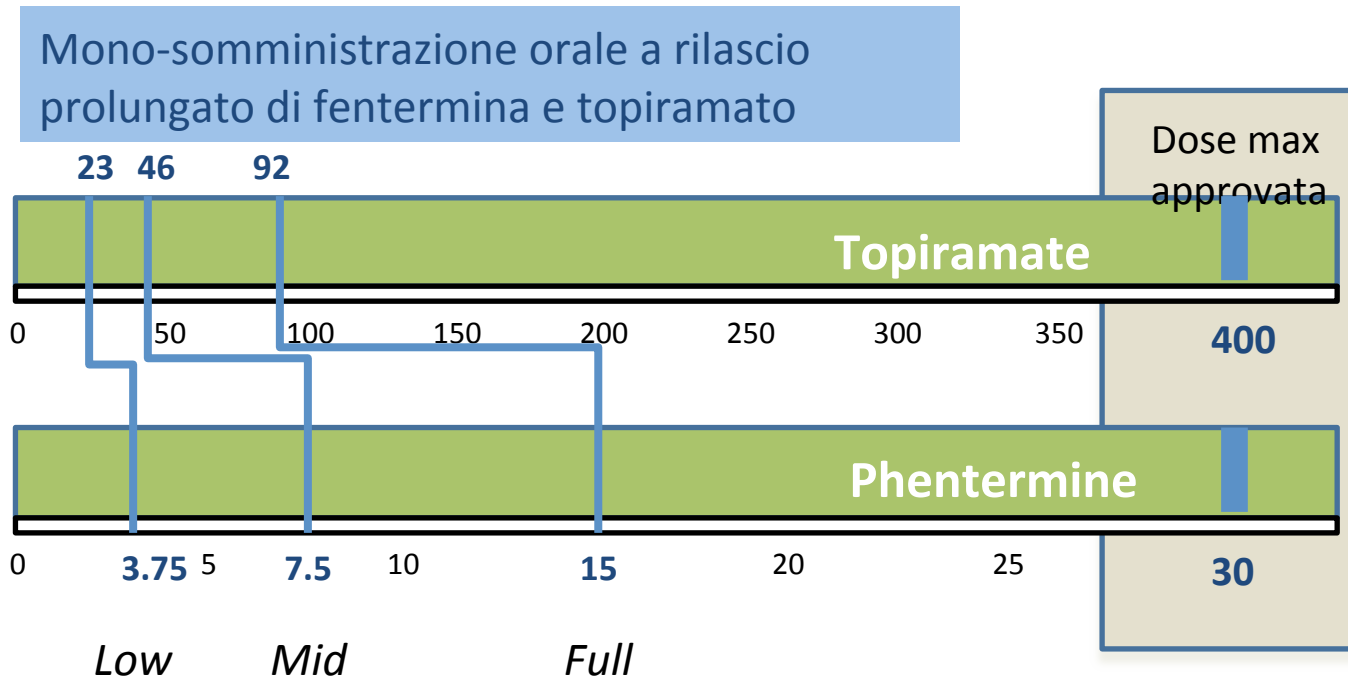 Mono-somministrazione orale a rilascio
prolungato di fentermina e topiramato
Dose max
approvata
23 46 92
Topiramate
0 50 100 150 200 250 300 350 400
Phentermine
0 3.75 5 7.5 10 15 20 25 30
Low Mid Full